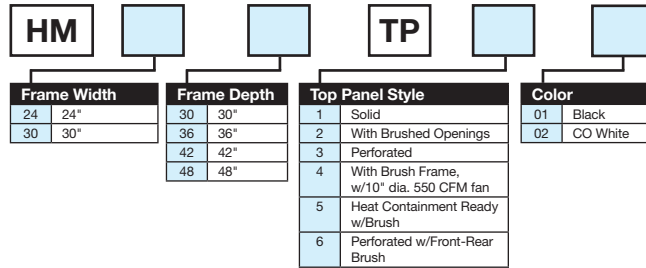 HM TP
Frame Width
24 24"
30 30"
Frame Depth
30 30"
36 36"
42 42"
48 48"
Top Panel Style
1 Solid
2 With Brushed Openings
3 Perforated
4 With Brush Frame,
w/10" dia. 550 CFM fan
5 Heat Containment Ready
w/Brush
6 Perforated w/Front-Rear
Brush
Color
01 Black
02 CO White